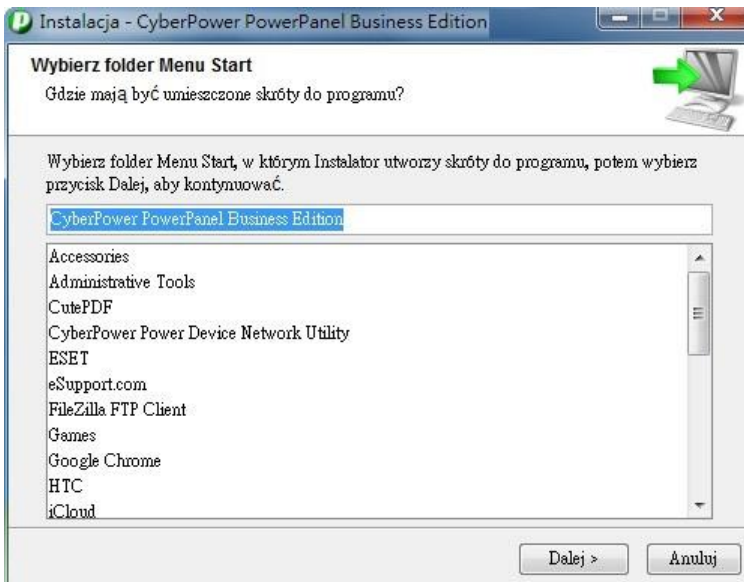 Instalacja - CyberPower PowerPanel Business Edition
Wybierz folder Menu Start
Gdzie mają być umieszczone skróty do programu?
Wybierz folder Menu Start, w którym Instalator utworzy skróty do programu, potem wybierz
przycisk Dalej, aby kontynuować.
CyberPower PowerPanel Business Edition
Accessories
Administrative Tools
CutePDF
CyberPower Power Device Network Utility
ESET
eSupport.com
FileZilla FTP Client
Games
Google Chrome
HTC
iCloud
Dalej >
Anuluj